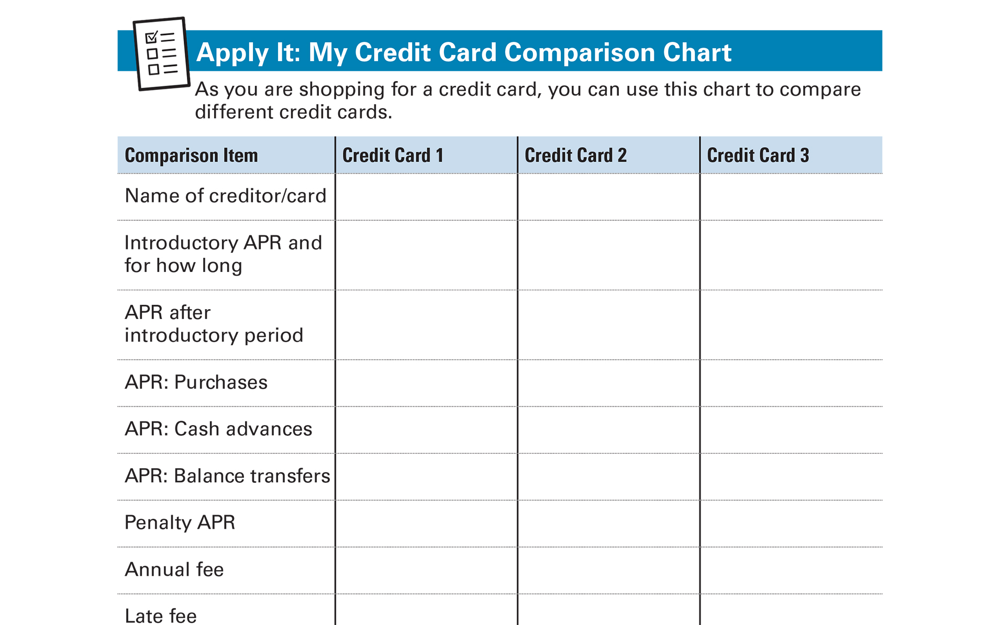 Apply It: My Credit Card Comparison Chart
As you are shopping for a credit card, you can use this chart to compare
different credit cards.
Comparison Item Credit Card 1 Credit Card 2 Credit Card 3
Name of creditor/card
Introductory APR and
for how long
APR after
introductory period
APR: Purchases
APR: Cash advances
APR: Balance transfers
Penalty APR
Annual fee
Late fee